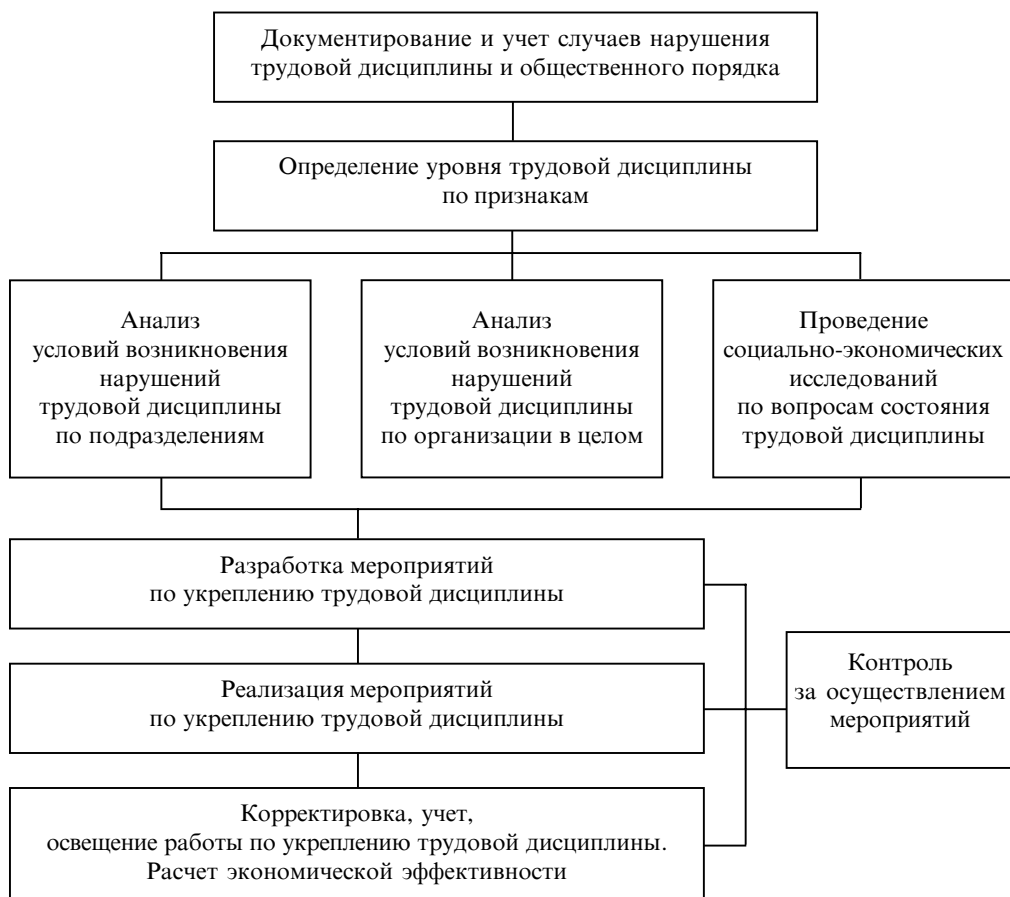 Документирование и учет случаев нарушения
трудовой дисциплины и общественного порядка
Определение уровня трудовой дисциплины
по признакам
Анализ
условий возникновения
нарушений
трудовой дисциплины
по подразделениям
Анализ
условий возникновения
нарушений
трудовой дисциплины
по организации в целом
Проведение
социально-экономических
исследований
по вопросам состояния
трудовой дисциплины
Разработка мероприятий
по укреплению трудовой дисциплины
Реализация мероприятий
по укреплению трудовой дисциплины
Контроль
за осуществлением
мероприятий
Корректировка, учет,
освещение работы по укреплению трудовой дисциплины.
Расчет экономической эффективности